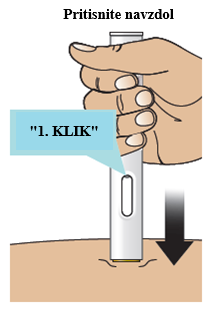 Pritisnite navzdol
"1. KLIK"